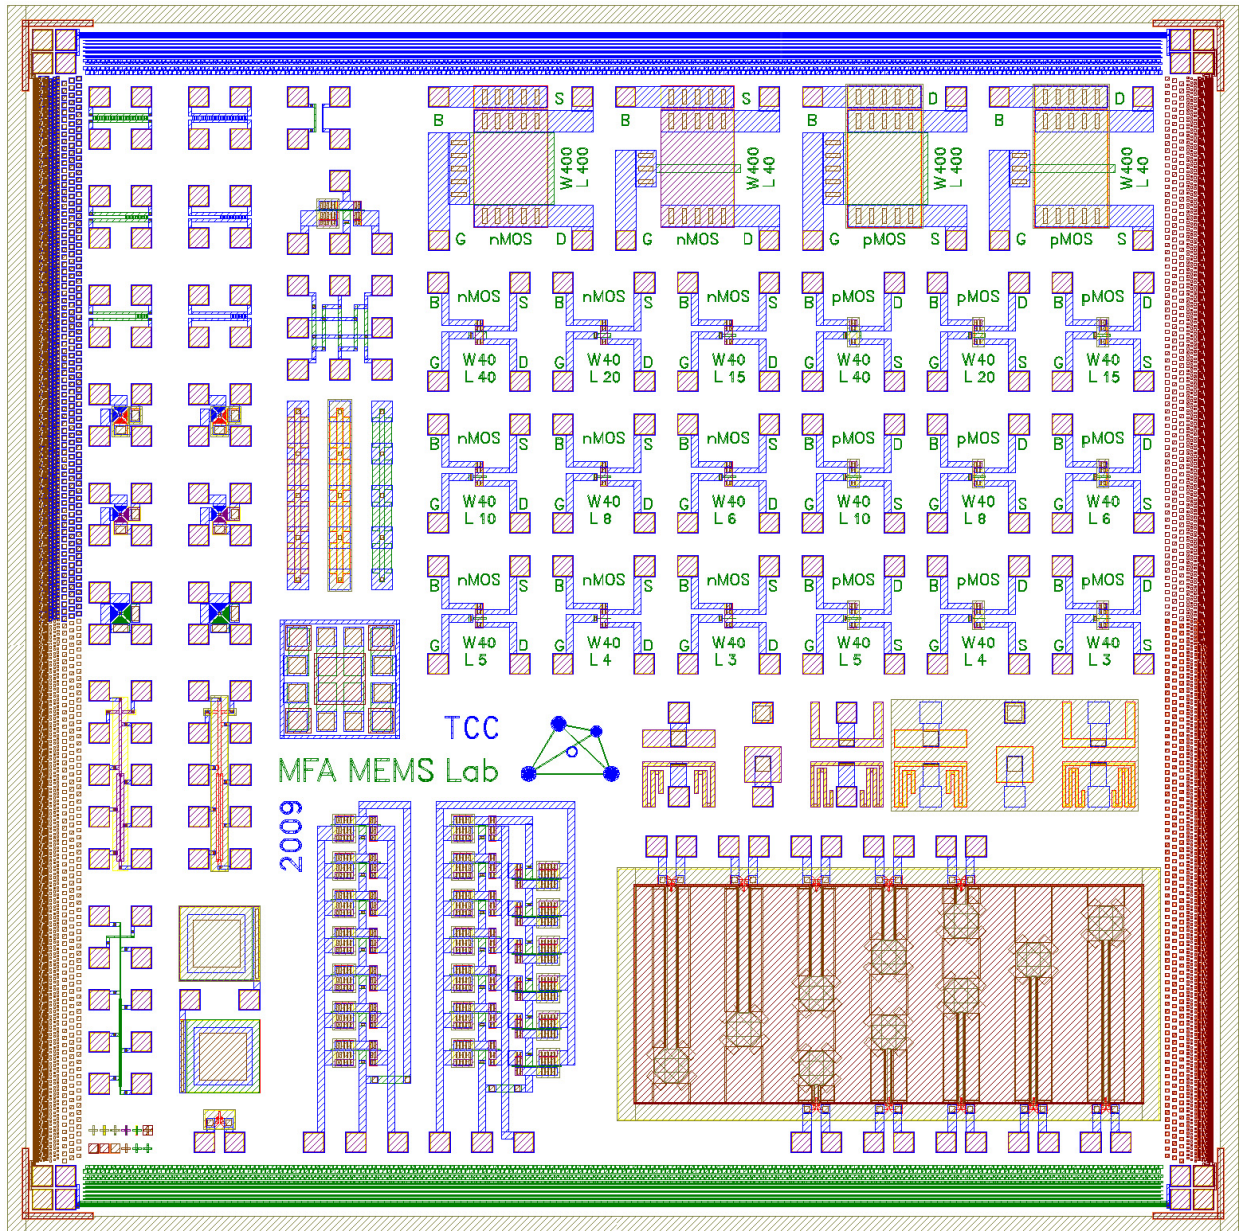 S S D D
B B B B
W400 L400 W400 L40 W400 L400 W400 L40
G nMOS D G nMOS D G pMOS S G pMOS S
B nMOS S B nMOS S B nMOS S B pMOS D B pMOS D B pMOS D
G W40 D G W40 D G W40 D G W40 S G W40 S G W40 S
L40 L20 L15 L40 L20 L15
B nMOS S B nMOS S B nMOS S B pMOS D B pMOS D B pMOS D
G W40 D G W40 D G W40 D G W40 S G W40 S G W40 S
L10 L8 L6 L10 L8 L6
B nMOS S B nMOS S B nMOS S B pMOS D B pMOS D B pMOS D
G W40 D G W40 D G W40 D G W40 S G W40 S G W40 S
L5 L4 L3 L5 L4 L3
TCC
MFA MEMS Lab
2009